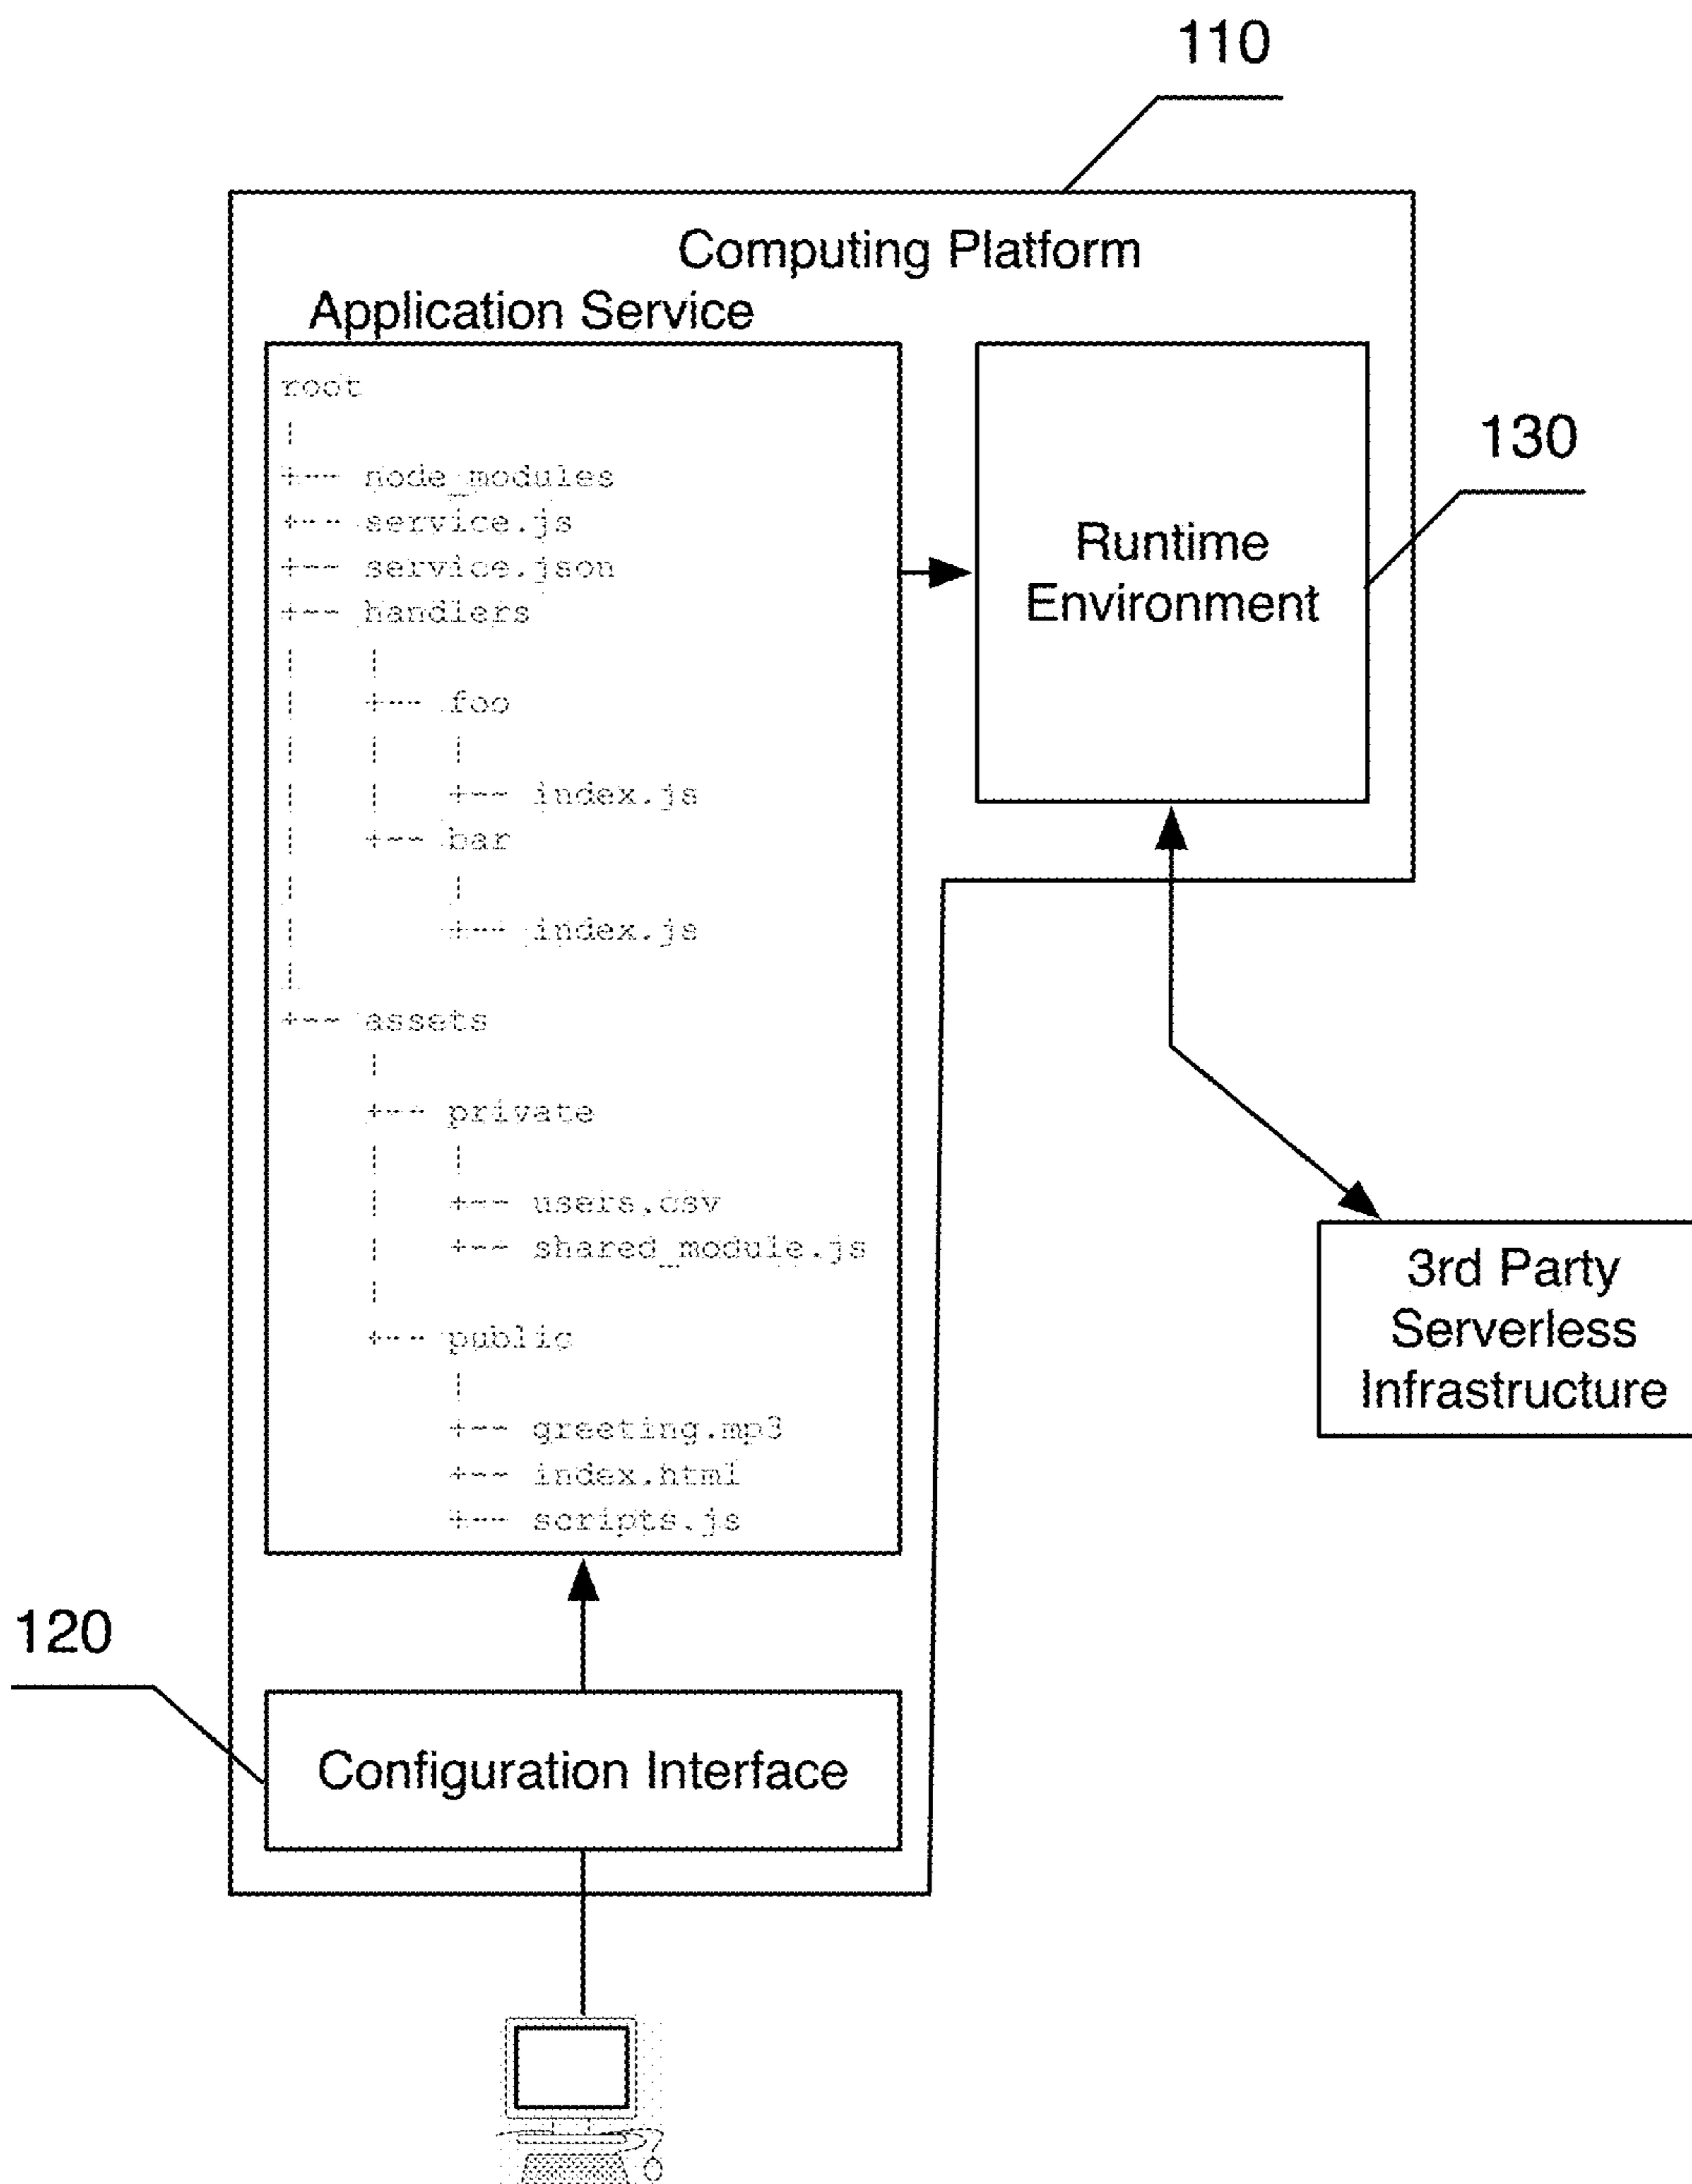 110
Computing Platform
Application Service
root
|
+-- node_modules
+-- service.js
+-- service.json
+-- handlers
| |
| +-- foo
| | |
| | +-- index.js
| +-- bar
| |
| +-- index.js
|
+-- assets
|
+-- private
| |
| +-- users.csv
| +-- shared_module.js
|
+-- public
|
+-- greeting.mp3
+-- index.html
+-- scripts.js
Runtime
Environment
130
3rd Party
Serverless
Infrastructure
120
Configuration Interface